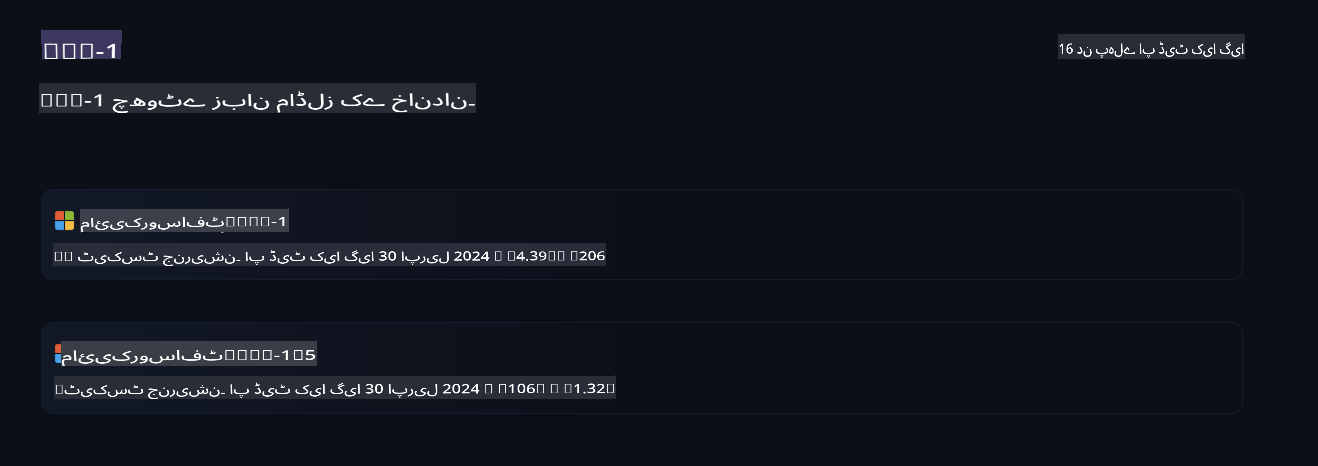 -1
16 دن پہلے اپ ڈیٹ کیا گیا
-1 چھوٹے زبان ماڈلز کے خاندان۔
مائیکروسافٹ -1
ٹیکسٹ جنریشن۔ اپ ڈیٹ کیا گیا 30 اپریل 2024 4.39 206
مائیکروسافٹ -1 5
ٹیکسٹ جنریشن۔ اپ ڈیٹ کیا گیا 30 اپریل 2024 106 1.32